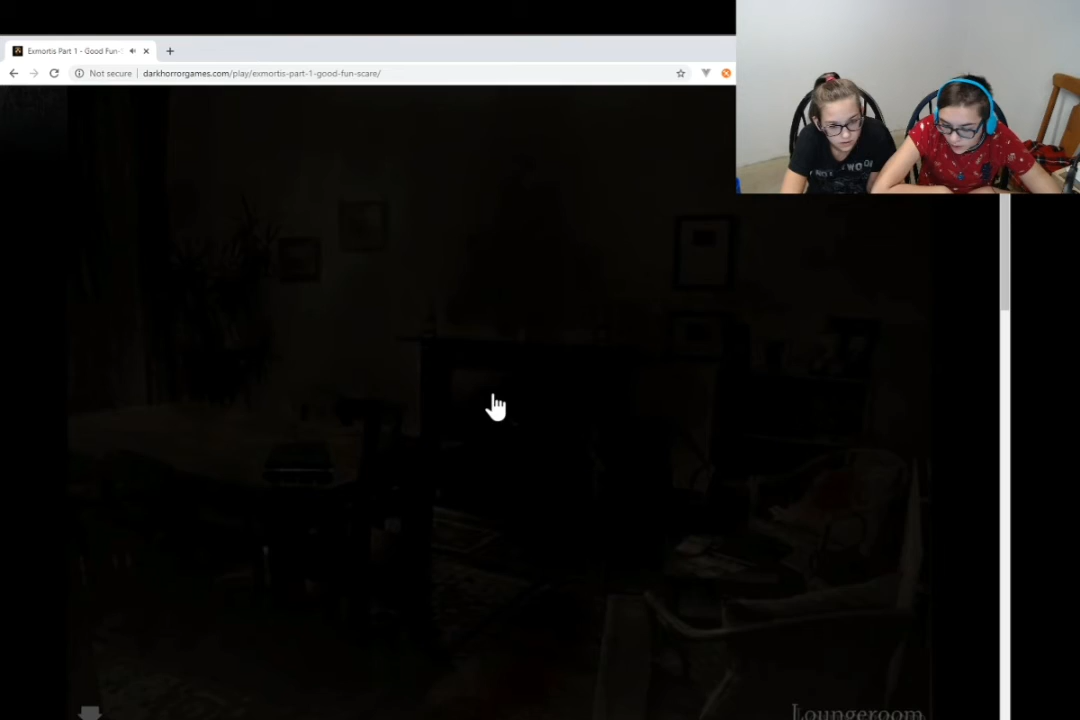 Exmortis Part 1 - Good Fun-
Not secure
darkhorrorgames.com/play/exmortis-part-1-good-fun-scare/
Loungeroom